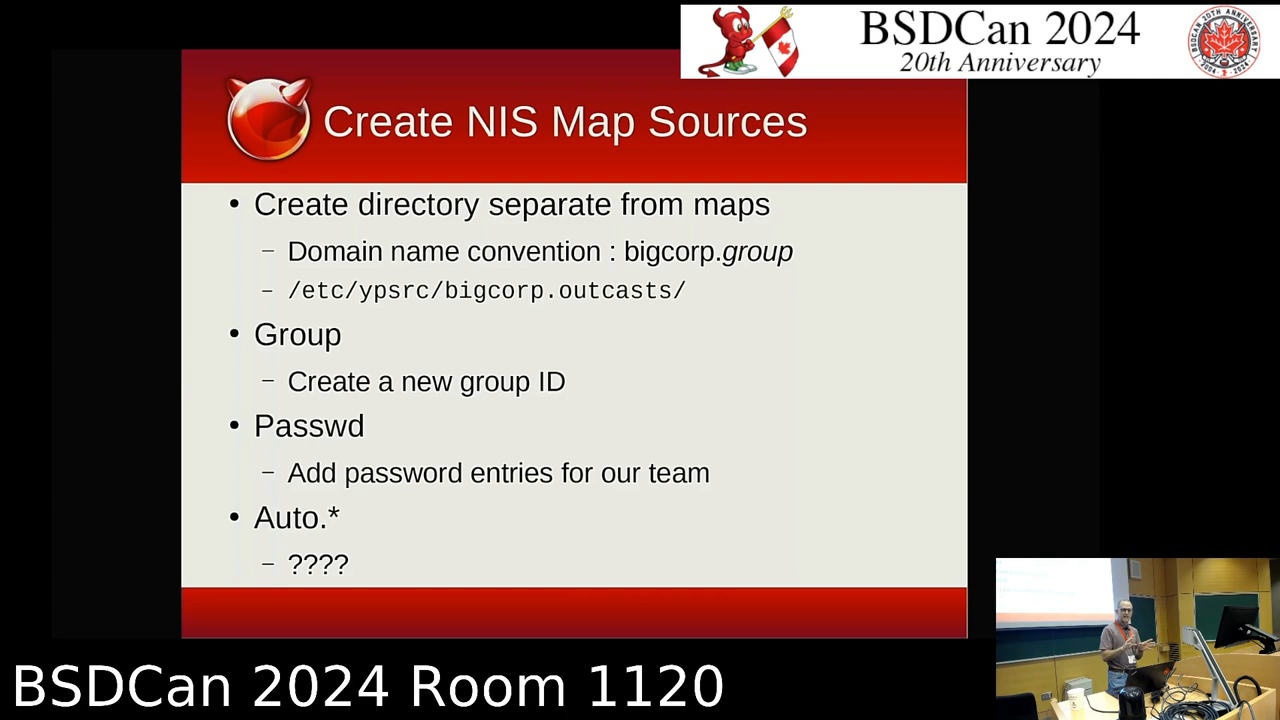 BSDCan 2024
20th Anniversary
Create NIS Map Sources
• Create directory separate from maps
– Domain name convention : bigcorp.group
– /etc/ypsrc/bigcorp.outcasts/
• Group
– Create a new group ID
• Passwd
– Add password entries for our team
• Auto.*
– ????
BSDCan 2024 Room 1120